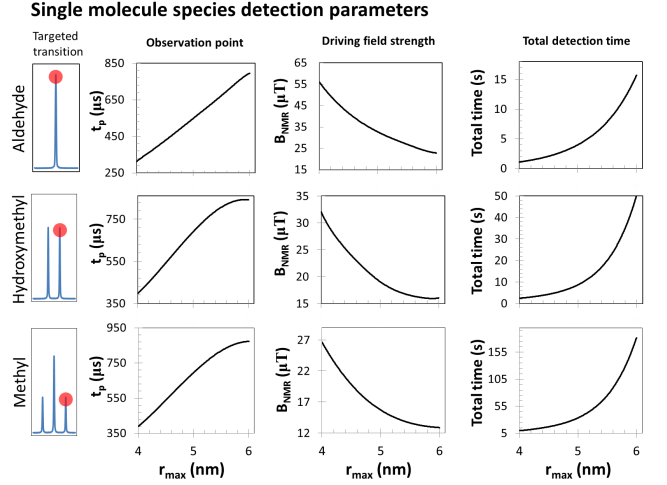 Single molecule species detection parameters
Targeted
transition
Observation point
Driving field strength
Total detection time
Aldehyde
t_p (μs)
850
650
450
250
B_NMR (μT)
65
55
45
35
25
15
Total time (s)
15
10
5
0
Hydroxymethyl
t_p (μs)
750
550
350
B_NMR (μT)
35
30
25
20
15
Total time (s)
50
40
30
20
10
0
Methyl
t_p (μs)
950
750
550
350
B_NMR (μT)
27
22
17
12
Total time (s)
155
105
55
5
4 5 6
4 5 6
4 5 6
r_max (nm)
r_max (nm)
r_max (nm)